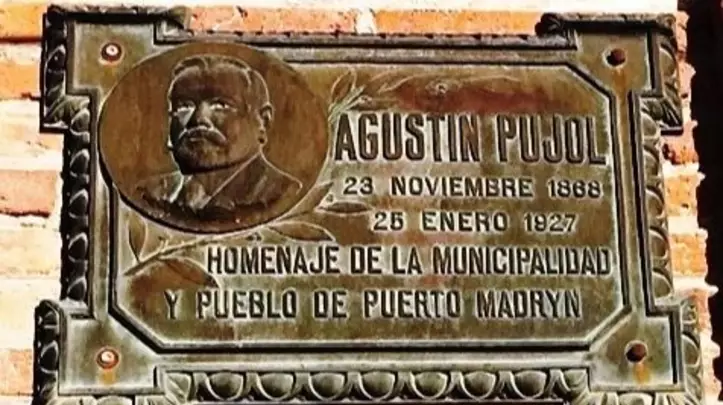 AGUSTIN PUJOL
23 NOVIEMBRE 1868
25 ENERO 1927
HOMENAJE DE LA MUNICIPALIDAD
Y PUEBLO DE PUERTO MADRYN